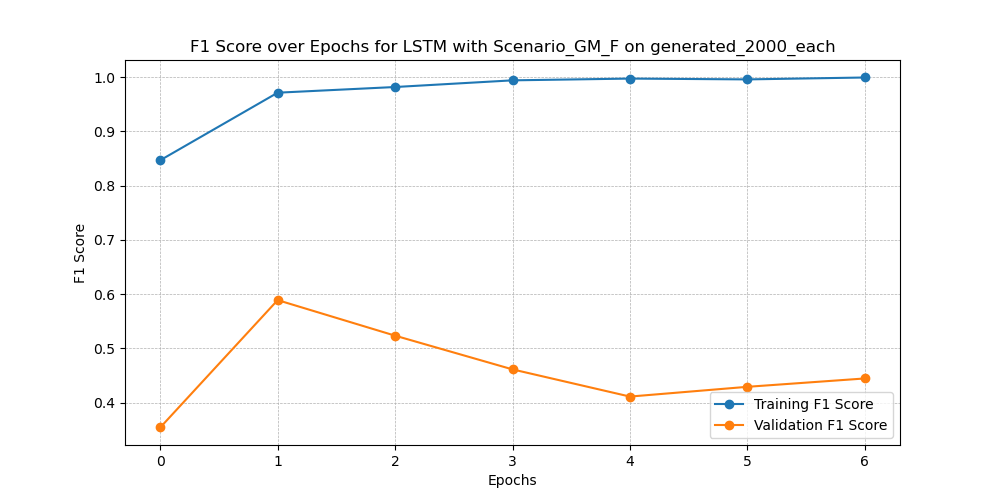 F1 Score over Epochs for LSTM with Scenario_GM_F on generated_2000_each
1.0
0.9
0.8
0.7
0.6
0.5
0.4
F1 Score
0 1 2 3 4 5 6
Epochs
Training F1 Score
Validation F1 Score